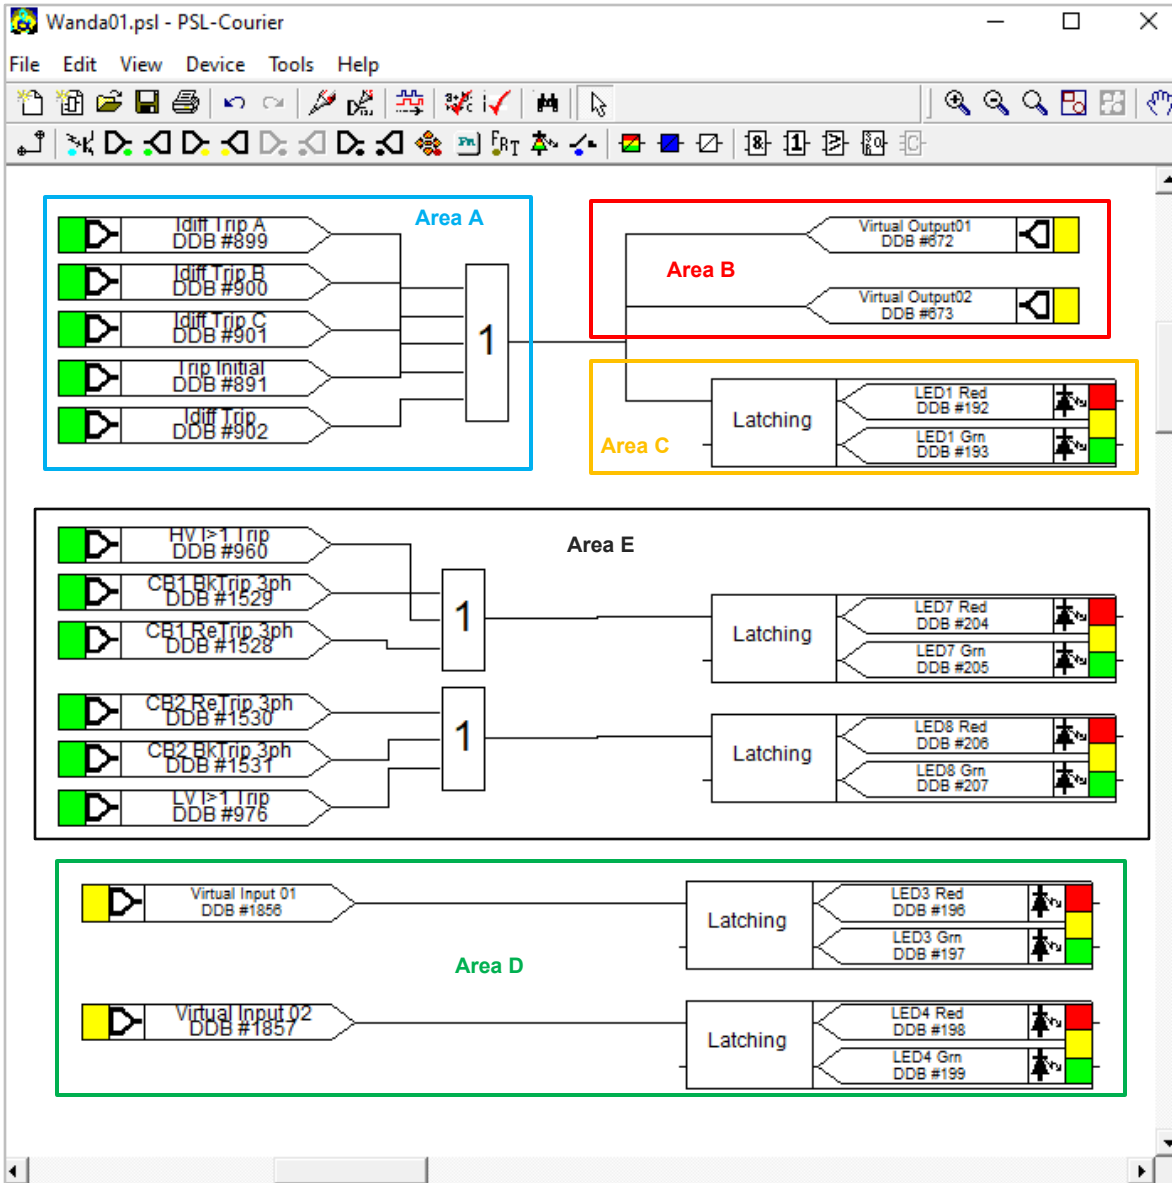 Wanda01.psl - PSL-Courier
File Edit View Device Tools Help
Area A
Idiff Trip A
DDB #899
Idiff Trip B
DDB #900
Idiff Trip C
DDB #901
Trip Initial
DDB #891
Idiff Trip
DDB #902
1
Area B
Virtual Output01
DDB #672
Virtual Output02
DDB #673
Area C
Latching
LED1 Red
DDB #192
LED1 Grn
DDB #193
Area E
HV I>1 Trip
DDB #960
CB1 BkTrip 3ph
DDB #1529
CB1 ReTrip 3ph
DDB #1528
1
Latching
LED7 Red
DDB #204
LED7 Grn
DDB #205
CB2 ReTrip 3ph
DDB #1530
CB2 BkTrip 3ph
DDB #1531
LV I>1 Trip
DDB #976
1
Latching
LED8 Red
DDB #206
LED8 Grn
DDB #207
Area D
Virtual Input 01
DDB #1856
Latching
LED3 Red
DDB #196
LED3 Grn
DDB #197
Virtual Input 02
DDB #1857
Latching
LED4 Red
DDB #198
LED4 Grn
DDB #199